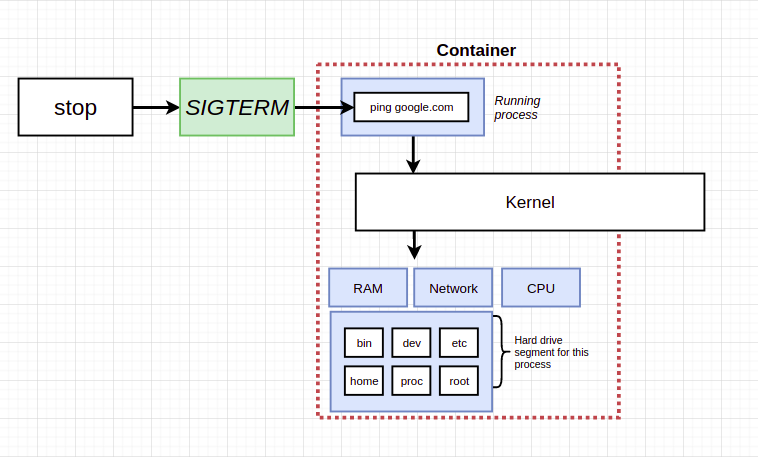 Container
stop
SIGTERM
ping google.com
Running
process
Kernel
RAM
Network
CPU
bin
dev
etc
home
proc
root
Hard drive
segment for this
process